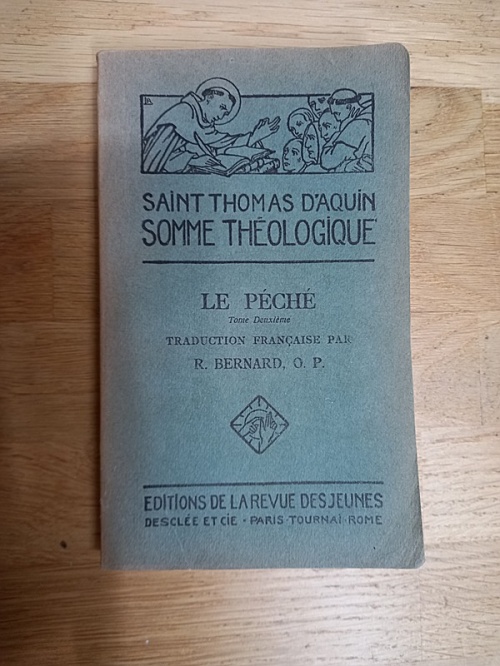 SAINT THOMAS D'AQUIN
SOMME THÉOLOGIQUE
LE PÉCHÉ
Tome Deuxième
TRADUCTION FRANÇAISE PAR
R. BERNARD, O. P.
EDITIONS DE LA REVUE DES JEUNES
DESCLÉE ET CIE - PARIS - TOURNAI - ROME